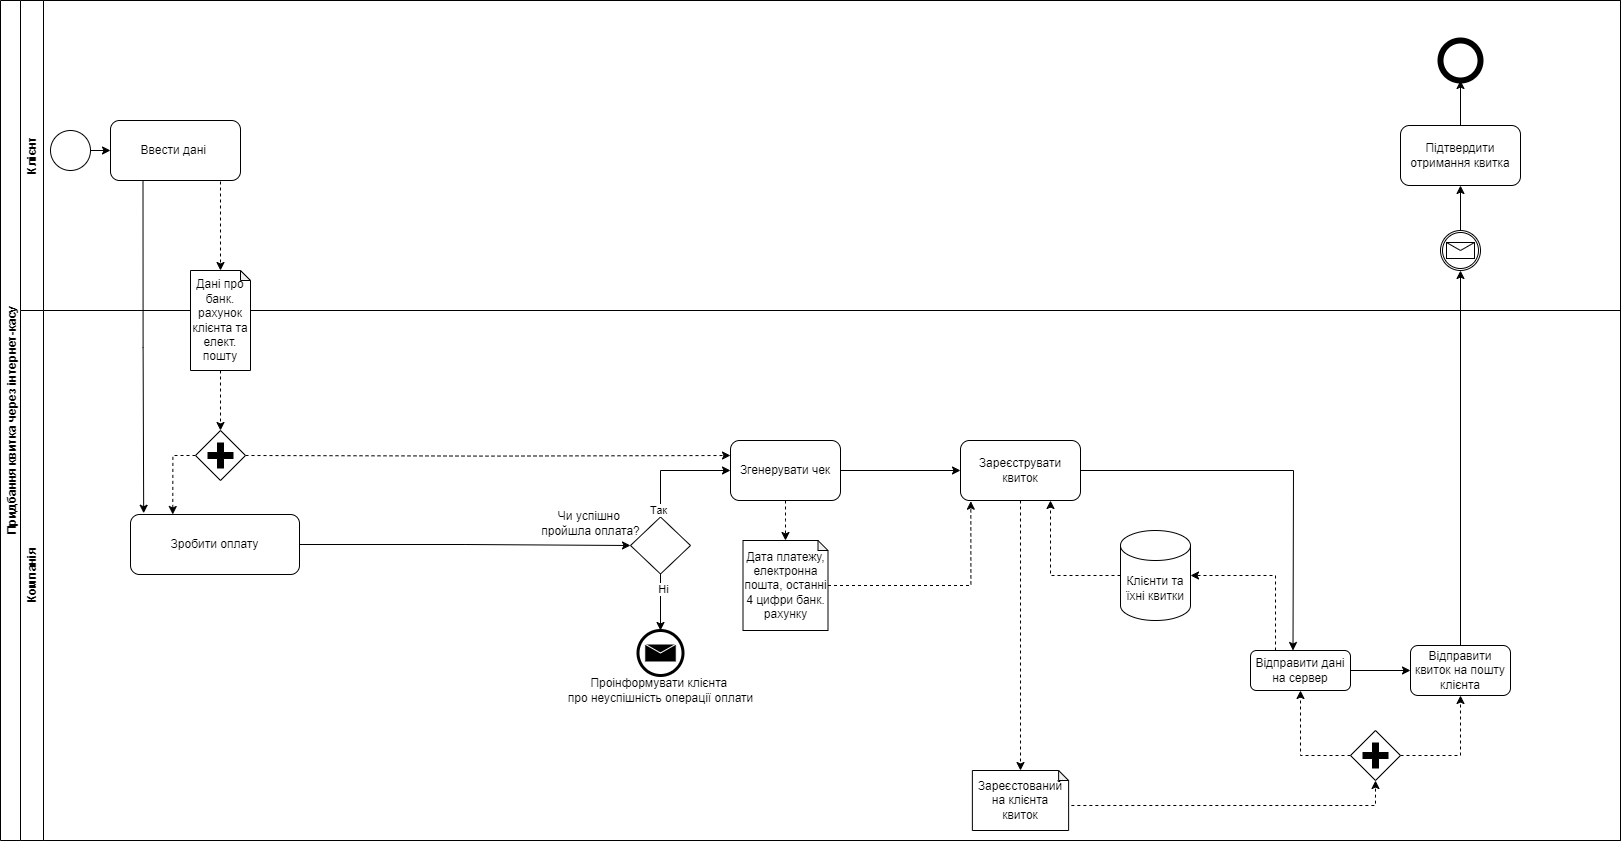 Придбання квитка через інтернет-касу
Клієнт
Ввести дані
Підтвердити
отримання квитка
Дані про
банк.
рахунок
клієнта та
елект.
пошту
Компанія
Зробити оплату
Чи успішно
пройшла оплата?
Так
Ні
Проінформувати клієнта
про неуспішність операції оплати
Згенерувати чек
Дата платежу,
електронна
пошта, останні
4 цифри банк.
рахунку
Зареєструвати
квиток
Клієнти та
їхні квитки
Відправити дані
на сервер
Відправити
квиток на пошту
клієнта
Зареєстований
на клієнта
квиток